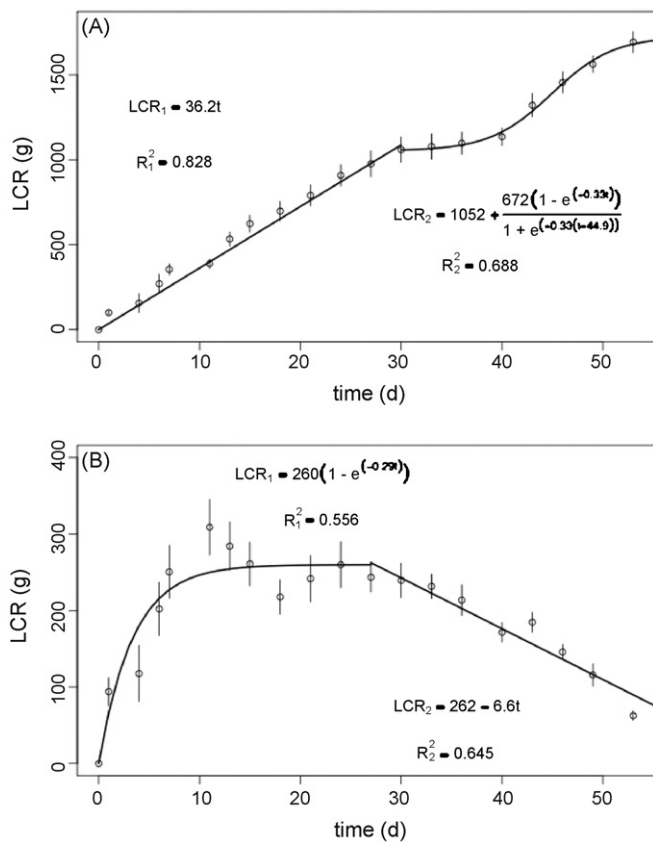 (A)
LCR (g)
1500
1000
500
0
LCR₁ = 36.2t
R₁² = 0.828
LCR₂ = 1052 + 672(1 - e^(-0.33t)) / 1 + e^(-0.33(t-44.9))
R₂² = 0.688
0 10 20 30 40 50
time (d)
(B)
LCR (g)
400
300
200
100
0
LCR₁ = 260(1 - e^(-0.29t))
R₁² = 0.556
LCR₂ = 262 - 6.6t
R₂² = 0.645
0 10 20 30 40 50
time (d)